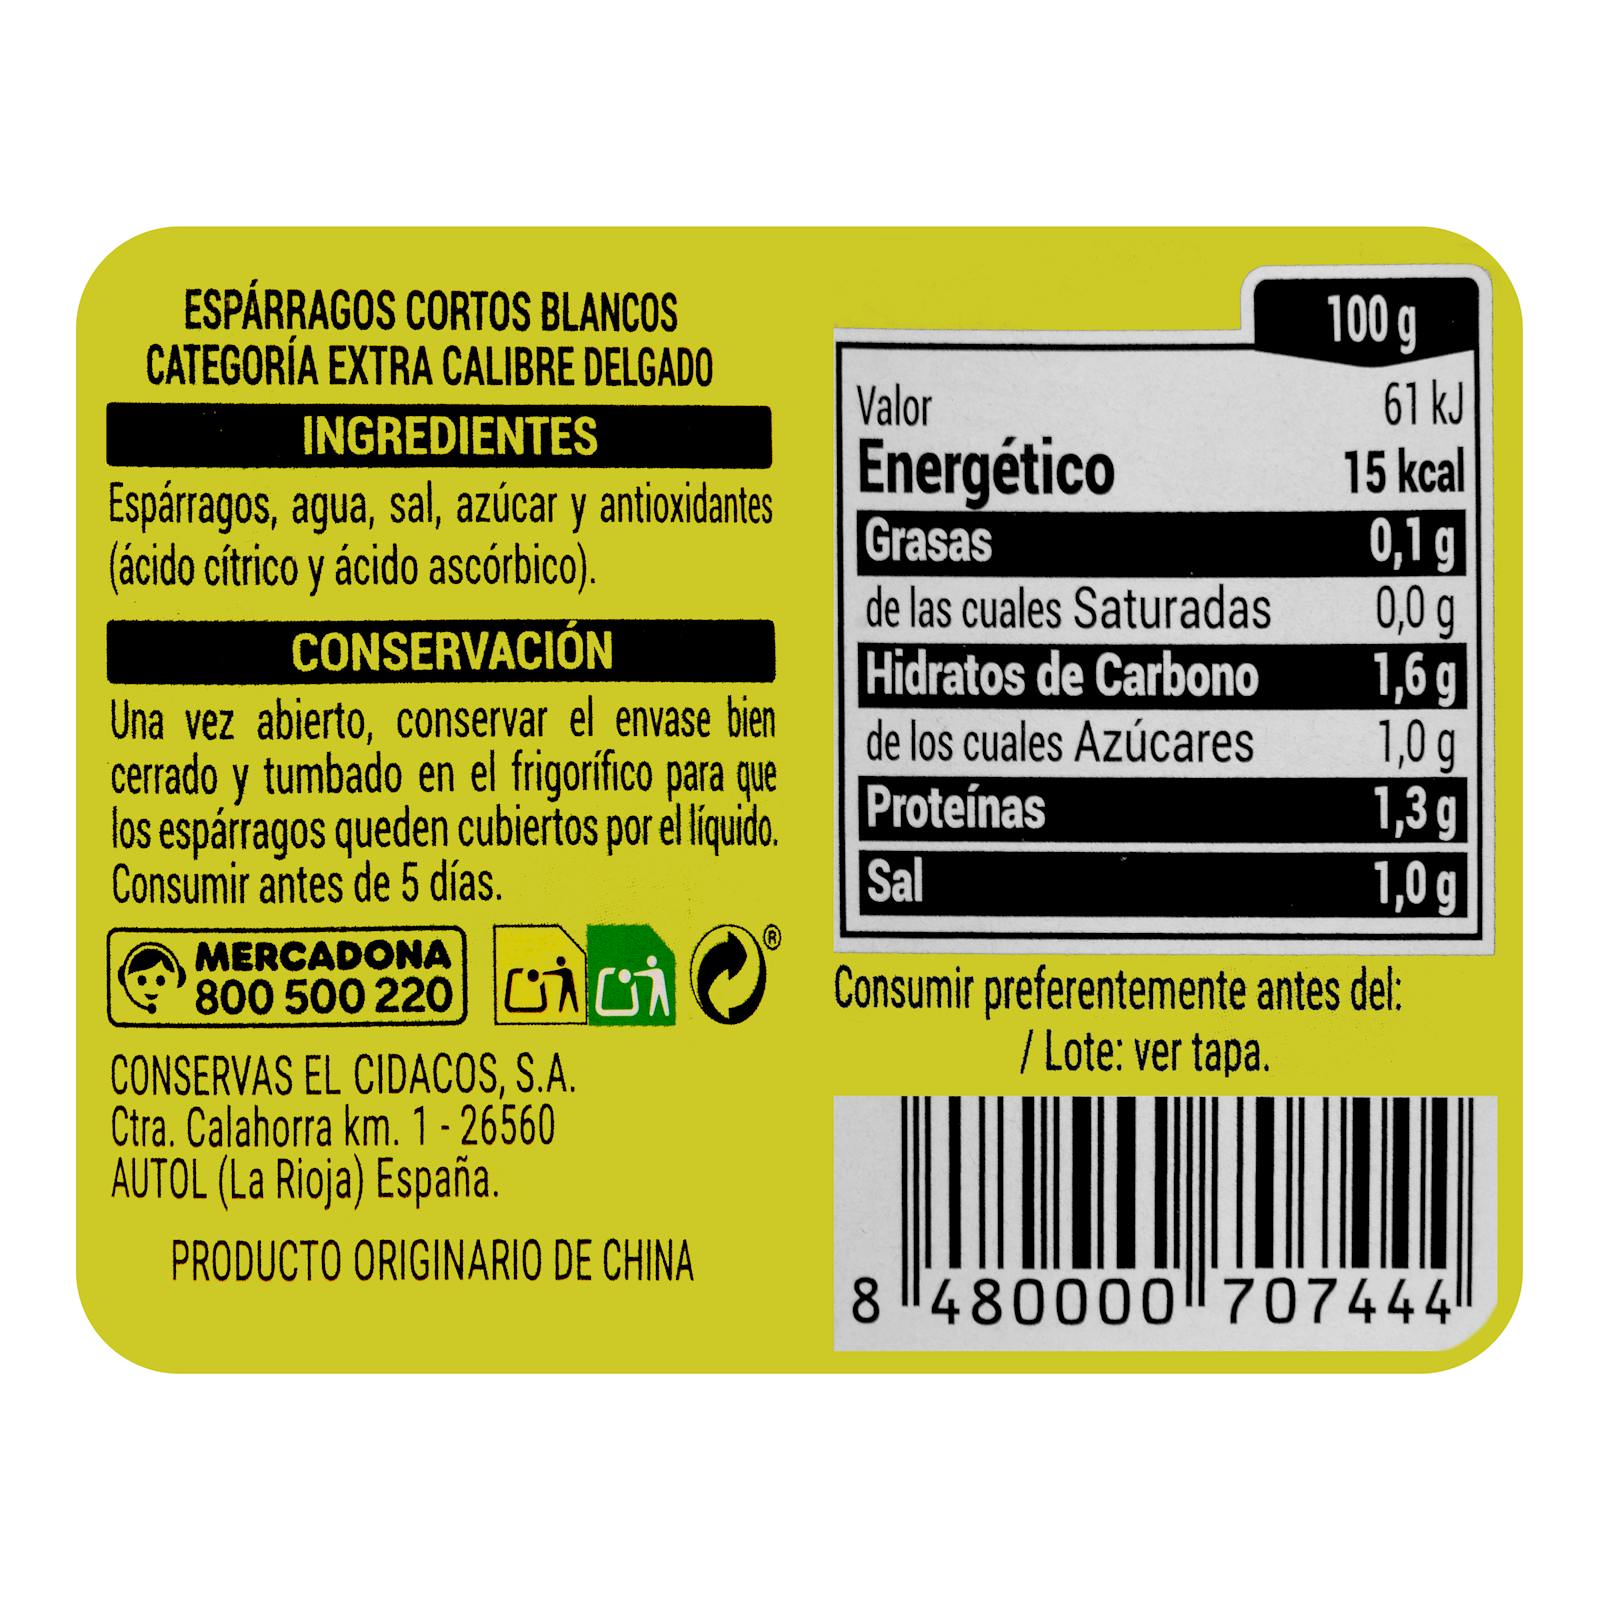 ESPÁRRAGOS CORTOS BLANCOS
CATEGORÍA EXTRA CALIBRE DELGADO
INGREDIENTES
Espárragos, agua, sal, azúcar y antioxidantes
(ácido cítrico y ácido ascórbico).
CONSERVACIÓN
Una vez abierto, conservar el envase bien
cerrado y tumbado en el frigorífico para que
los espárragos queden cubiertos por el líquido.
Consumir antes de 5 días.
MERCADONA
800 500 220
®
CONSERVAS EL CIDACOS, S.A.
Ctra. Calahorra km. 1 - 26560
AUTOL (La Rioja) España.
PRODUCTO ORIGINARIO DE CHINA
100 g
Valor 61 kJ
Energético 15 kcal
Grasas 0,1 g
de las cuales Saturadas 0,0 g
Hidratos de Carbono 1,6 g
de los cuales Azúcares 1,0 g
Proteínas 1,3 g
Sal 1,0 g
Consumir preferentemente antes del:
/ Lote: ver tapa.
8 480000 707444